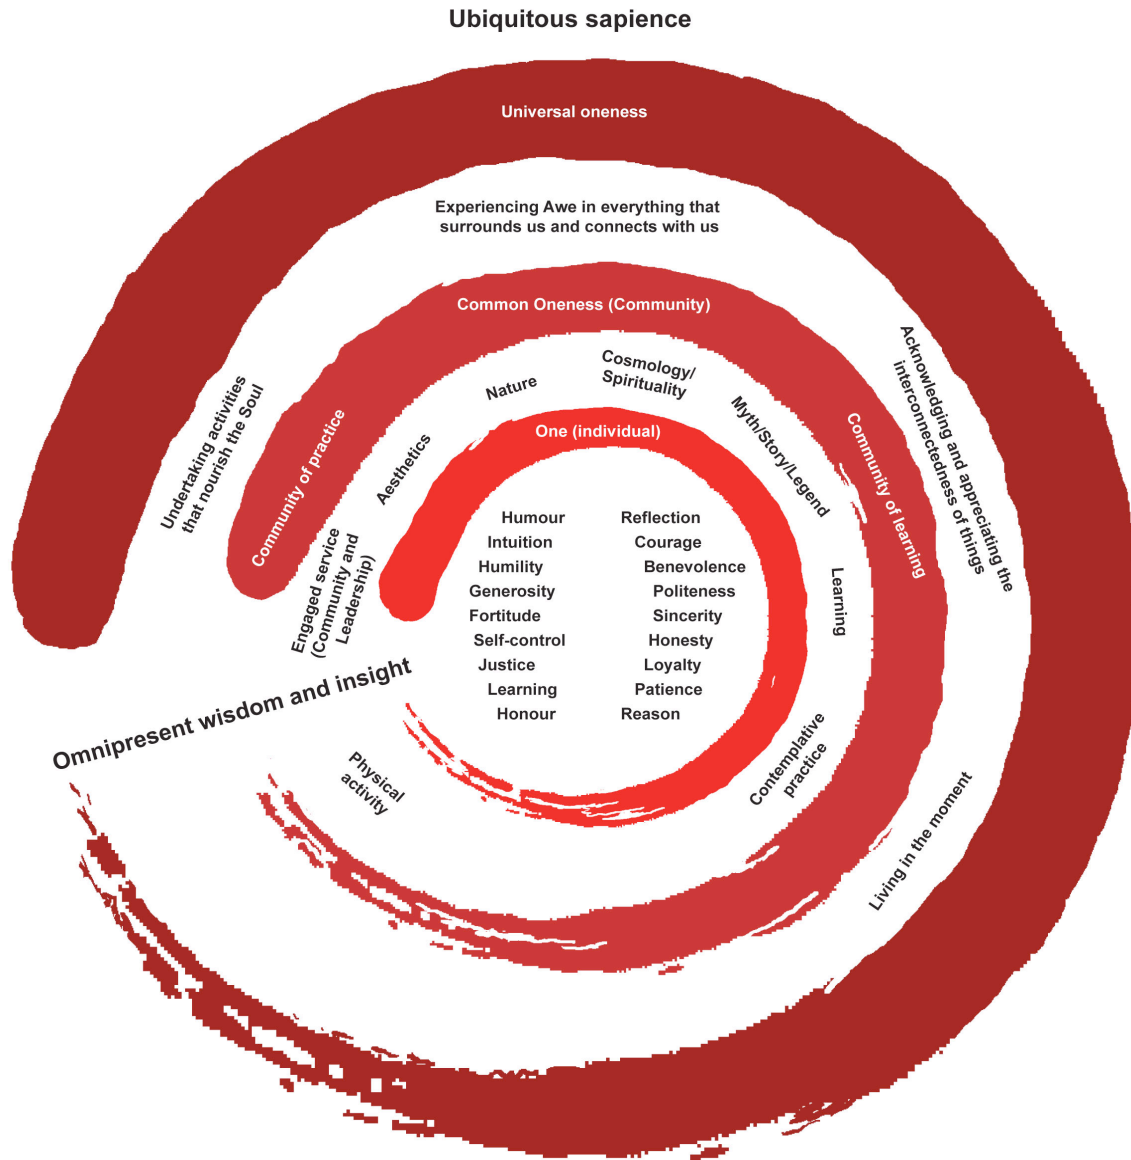 Ubiquitous sapience
Universal oneness
Experiencing Awe in everything that
surrounds us and connects with us
Undertaking activities
that nourish the Soul
Acknowledging and appreciating the
interconnectedness of things
Living in the moment
Common Oneness (Community)
Community of practice
Community of learning
Engaged service
(Community and
Leadership)
Aesthetics
Nature
Cosmology/
Spirituality
Myth/Story/Legend
Learning
Contemplative
practice
Physical
activity
One (individual)
Humour
Intuition
Humility
Generosity
Fortitude
Self-control
Justice
Learning
Honour
Reflection
Courage
Benevolence
Politeness
Sincerity
Honesty
Loyalty
Patience
Reason
Omnipresent wisdom and insight